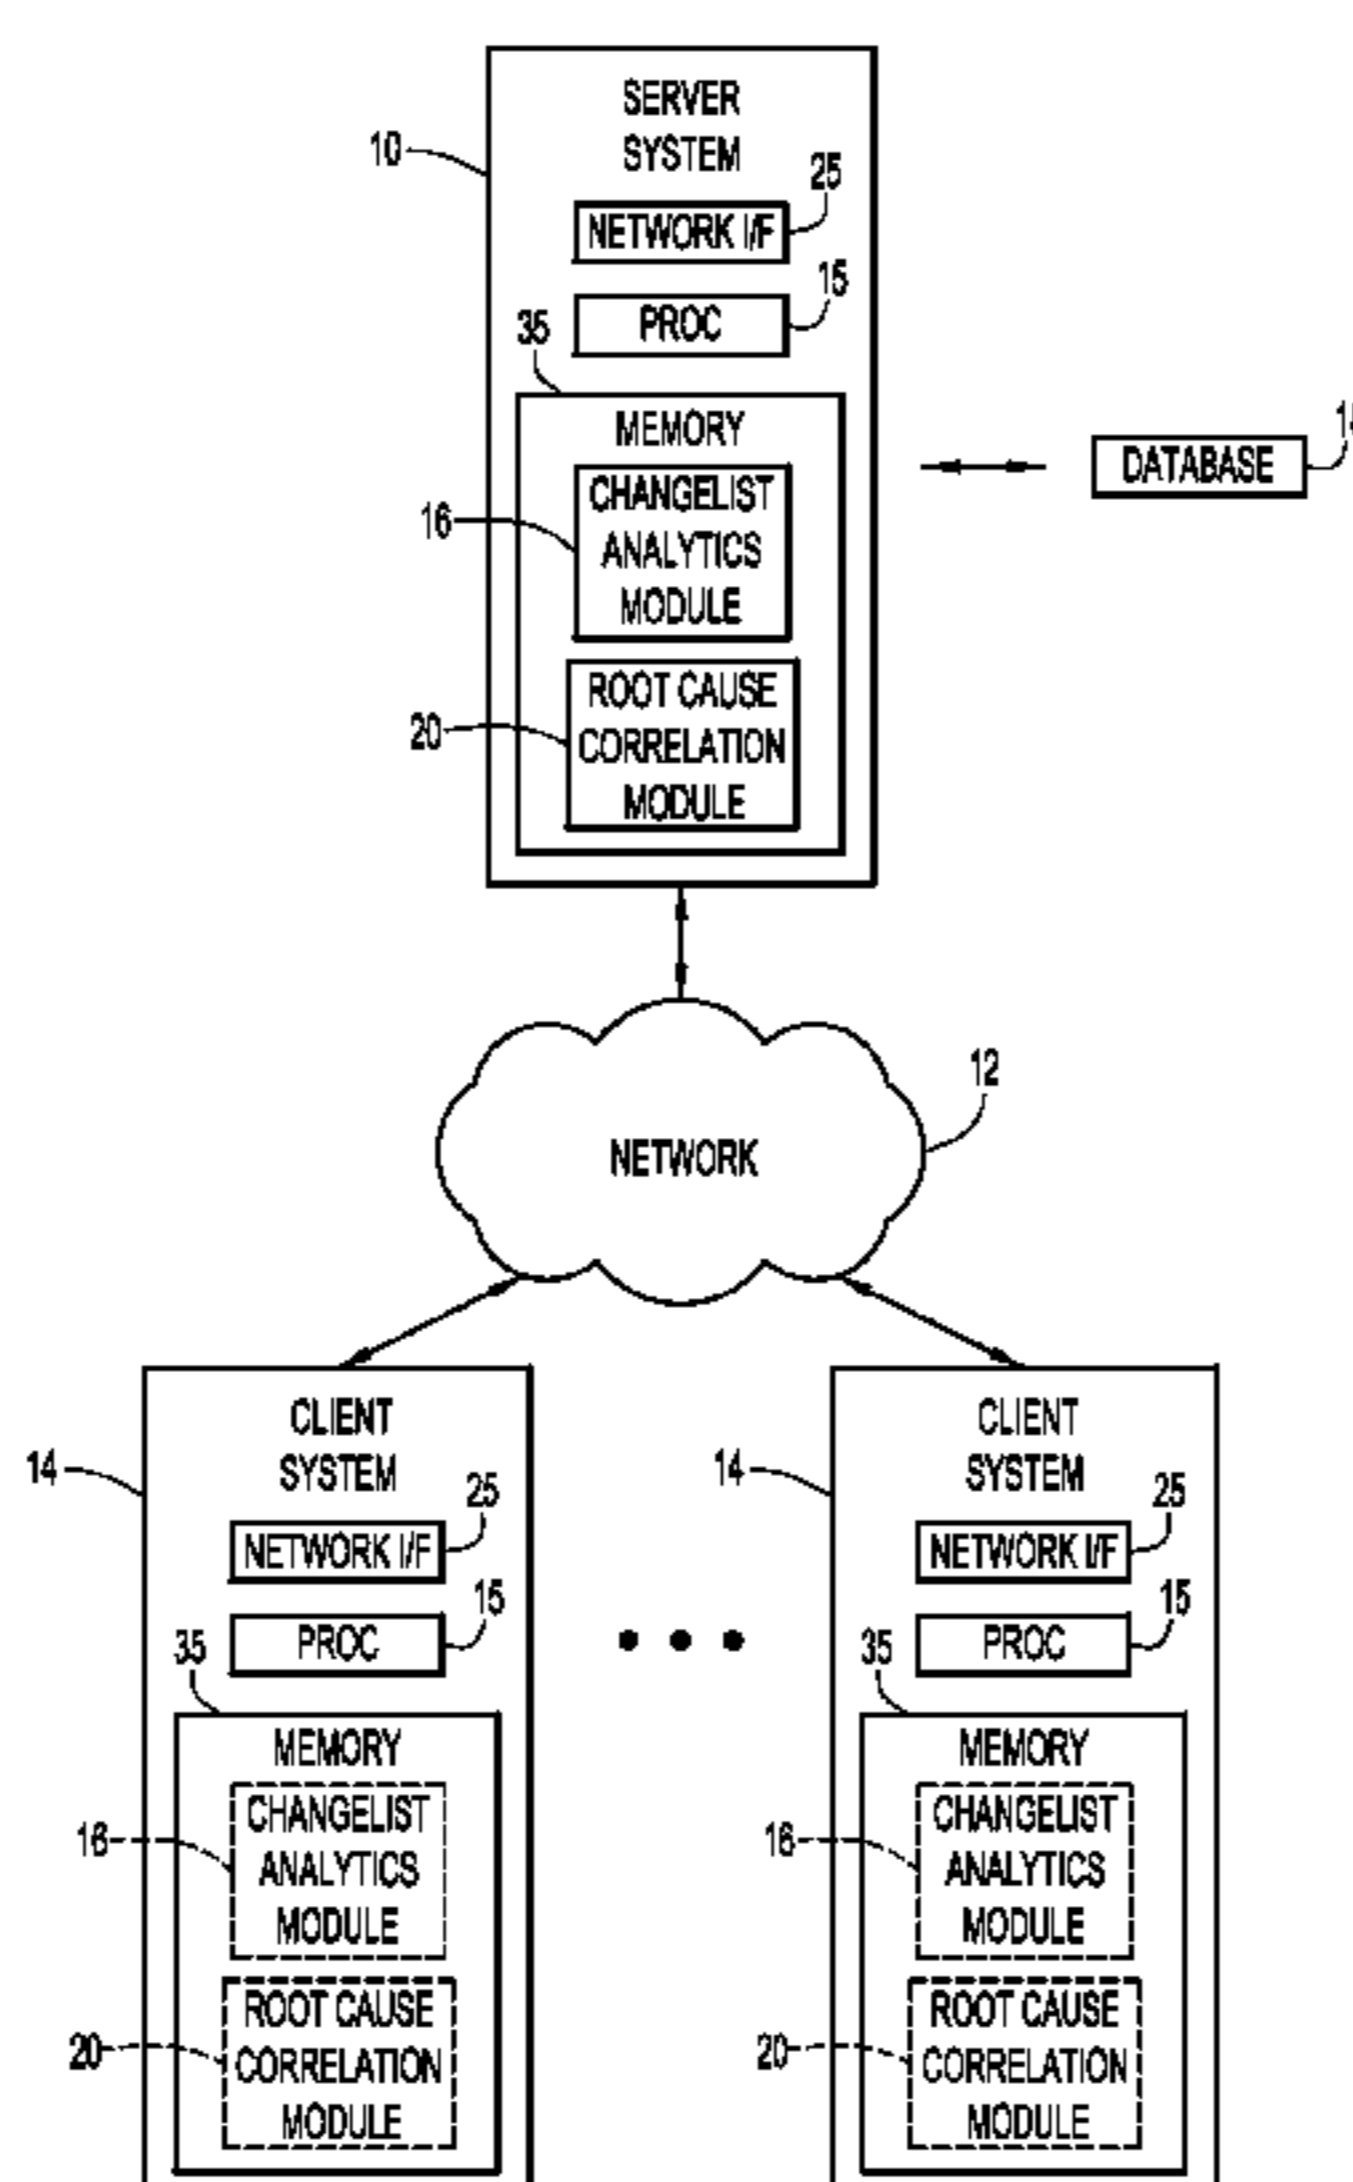 SERVER
SYSTEM
10
25
NETWORK I/F
15
PROC
35
MEMORY
DATABASE
CHANGELIST
16
ANALYTICS
MODULE
ROOT CAUSE
20
CORRELATION
MODULE
12
NETWORK
CLIENT
SYSTEM
14
25
NETWORK I/F
15
PROC
35
MEMORY
CHANGELIST
16
ANALYTICS
MODULE
ROOT CAUSE
20
CORRELATION
MODULE
CLIENT
SYSTEM
14
25
NETWORK I/F
15
PROC
35
MEMORY
CHANGELIST
16
ANALYTICS
MODULE
ROOT CAUSE
20
CORRELATION
MODULE